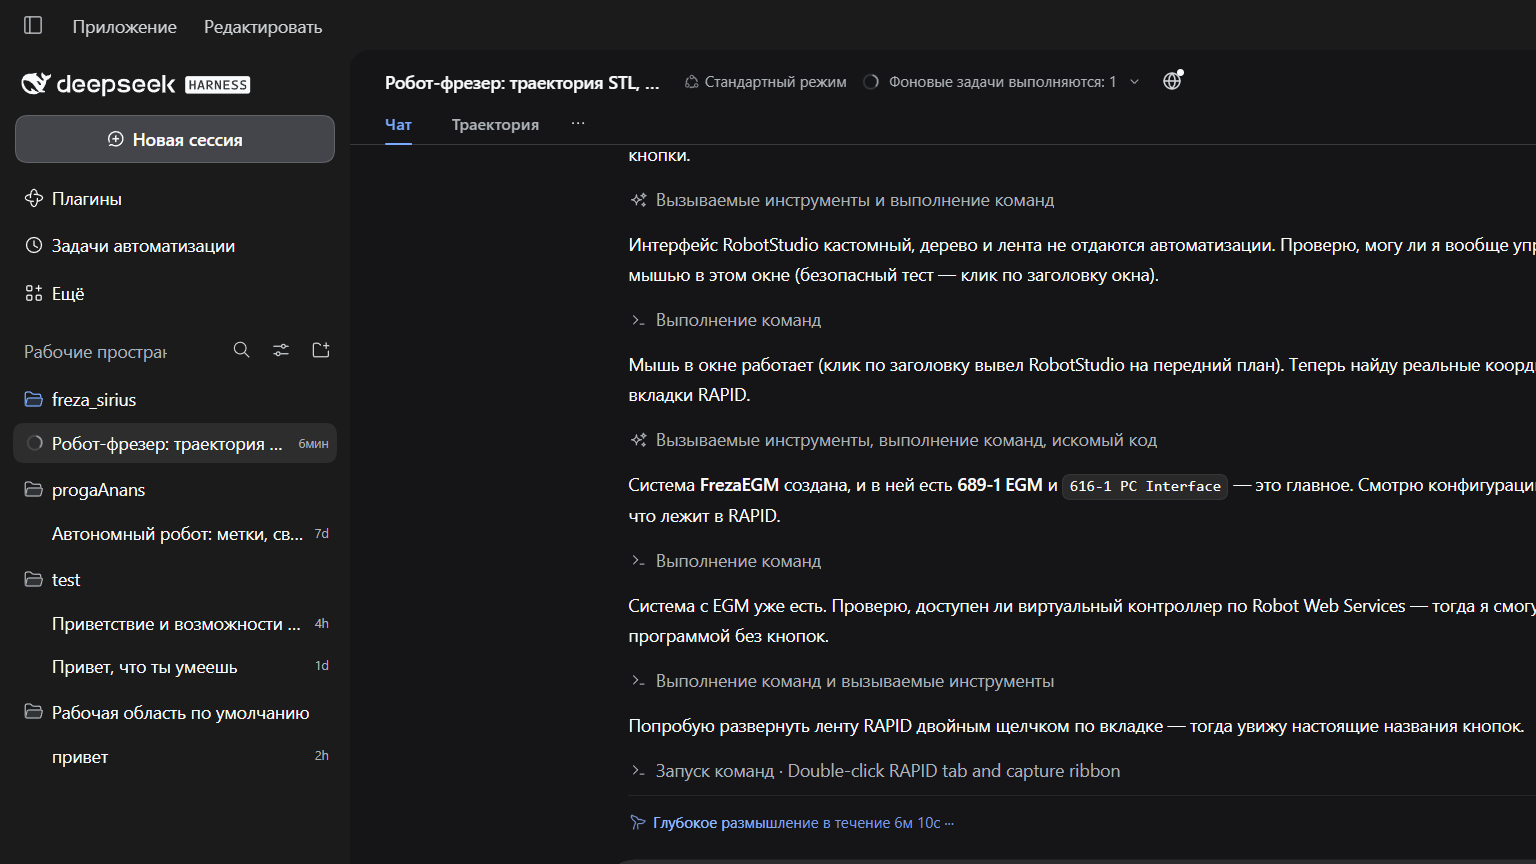 Приложение Редактировать
deepseek HARNESS
Новая сессия
Плагины
Задачи автоматизации
Ещё
Рабочие простран
freza_sirius
Робот-фрезер: траектория ... 6мин
progaAnans
Автономный робот: метки, св... 7d
test
Приветствие и возможности ... 4h
Привет, что ты умеешь 1d
Рабочая область по умолчанию
привет 2h
Робот-фрезер: траектория STL, ... Стандартный режим Фоновые задачи выполняются: 1
Чат Траектория ...
кнопки.
Вызываемые инструменты и выполнение команд
Интерфейс RobotStudio кастомный, дерево и лента не отдаются автоматизации. Проверю, могу ли я вообще упр
мышью в этом окне (безопасный тест — клик по заголовку окна).
Выполнение команд
Мышь в окне работает (клик по заголовку вывел RobotStudio на передний план). Теперь найду реальные коорд
вкладки RAPID.
Вызываемые инструменты, выполнение команд, искомый код
Система FrezaEGM создана, и в ней есть 689-1 EGM и 616-1 PC Interface — это главное. Смотрю конфигураци
что лежит в RAPID.
Выполнение команд
Система с EGM уже есть. Проверю, доступен ли виртуальный контроллер по Robot Web Services — тогда я смогу
программой без кнопок.
Выполнение команд и вызываемые инструменты
Попробую развернуть ленту RAPID двойным щелчком по вкладке — тогда увижу настоящие названия кнопок.
Запуск команд · Double-click RAPID tab and capture ribbon
Глубокое размышление в течение 6м 10с ...